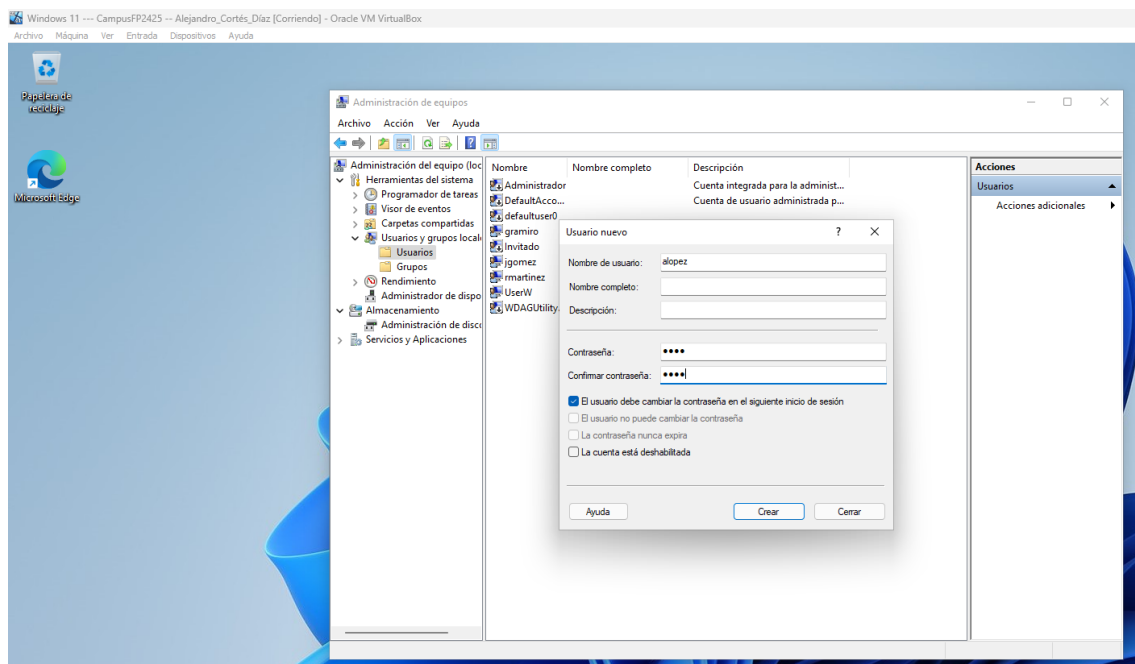 Windows 11 --- CampusFP2425 -- Alejandro_Cortés_Díaz [Corriendo] - Oracle VM VirtualBox
Archivo Máquina Ver Entrada Dispositivos Ayuda
Papelera de
reciclaje
Microsoft Edge
Administración de equipos
Archivo Acción Ver Ayuda
Administración del equipo (loc
Herramientas del sistema
Programador de tareas
Visor de eventos
Carpetas compartidas
Usuarios y grupos local
Usuarios
Grupos
Rendimiento
Administrador de dispo
Almacenamiento
Administración de disc
Servicios y Aplicaciones
Nombre Nombre completo Descripción
Administrador Cuenta integrada para la administ...
DefaultAcco... Cuenta de usuario administrada p...
defaultuser0
gramiro
Invitado
jgomez
rmartinez
UserW
WDAGUtility
Usuario nuevo ?
Nombre de usuario: alopez
Nombre completo:
Descripción:
Contraseña: ••••
Confirmar contraseña: ••••
El usuario debe cambiar la contraseña en el siguiente inicio de sesión
El usuario no puede cambiar la contraseña
La contraseña nunca expira
La cuenta está deshabilitada
Ayuda Crear Cerrar
Acciones
Usuarios
Acciones adicionales